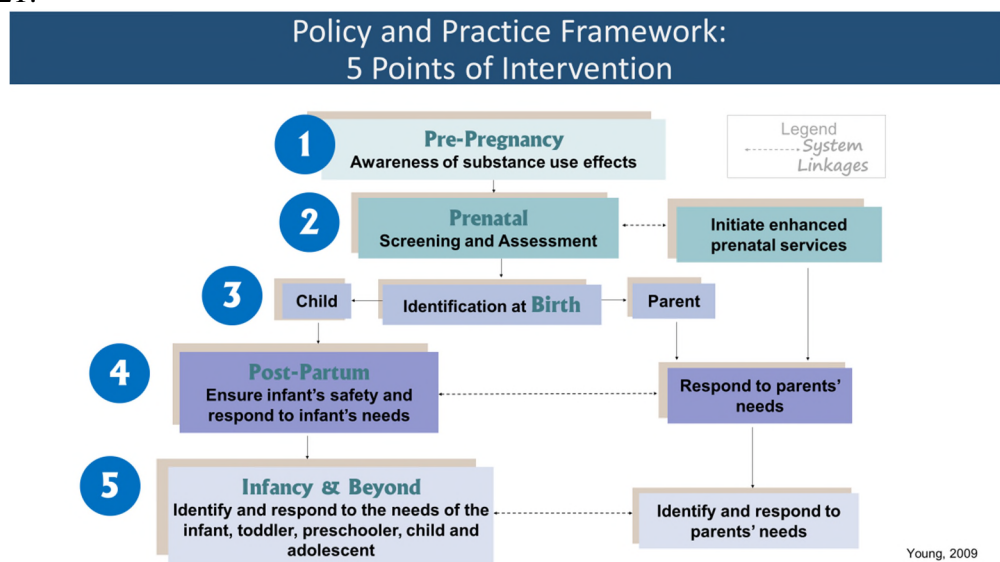 21.
Policy and Practice Framework:
5 Points of Intervention
1
Pre-Pregnancy
Awareness of substance use effects
Legend
System
Linkages
2
Prenatal
Screening and Assessment
Initiate enhanced
prenatal services
3
Child
Identification at Birth
Parent
4
Post-Partum
Ensure infant's safety and
respond to infant's needs
Respond to parents'
needs
5
Infancy & Beyond
Identify and respond to the needs of the
infant, toddler, preschooler, child and
adolescent
Identify and respond to
parents' needs
Young, 2009